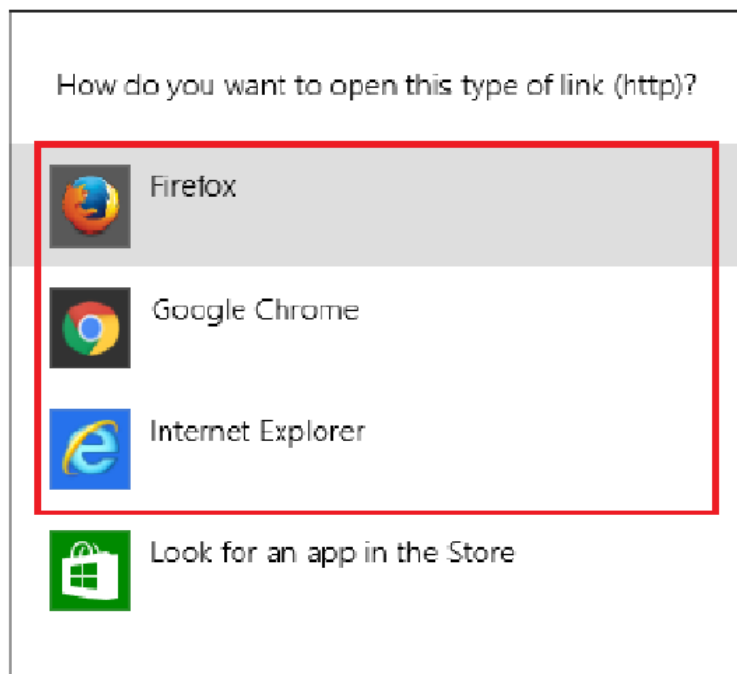 How do you want to open this type of link (http)?
Firefox
Google Chrome
Internet Explorer
Look for an app in the Store